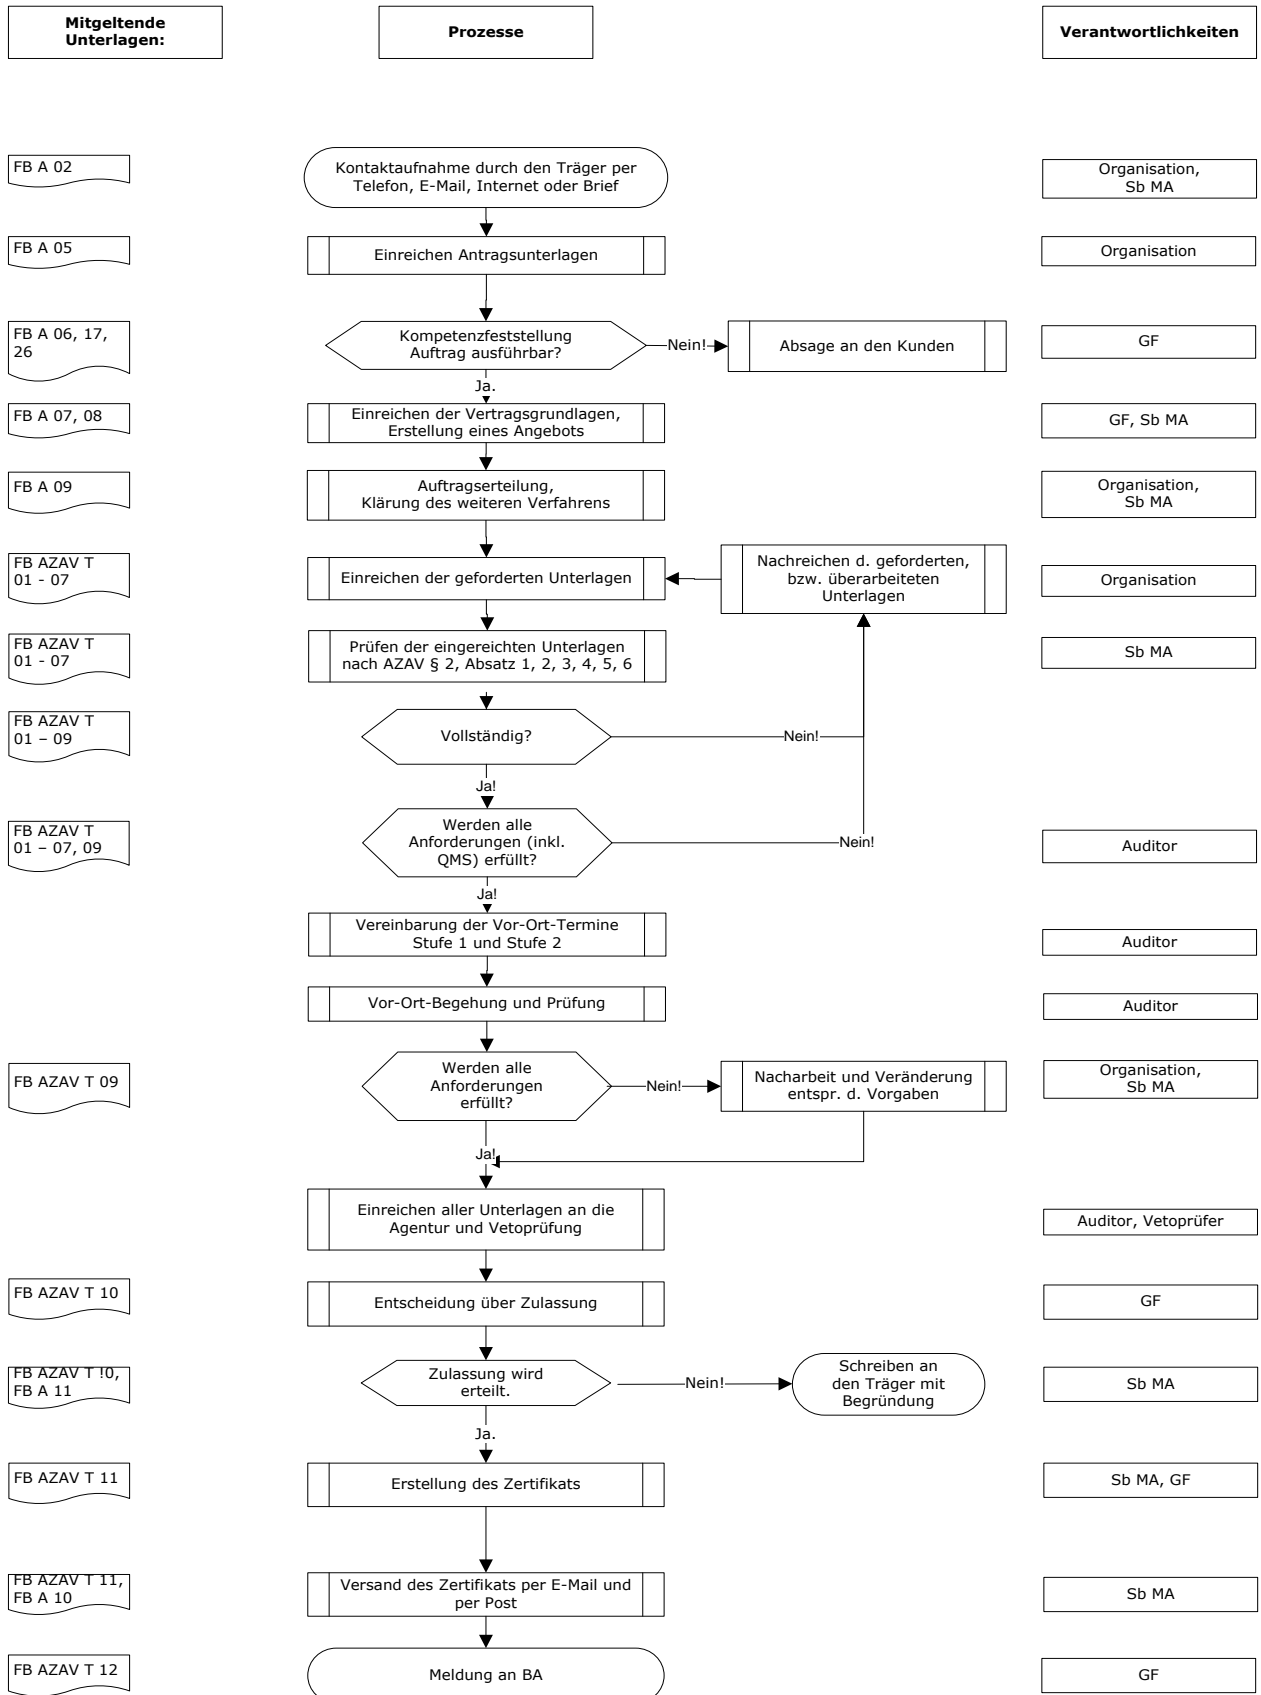 Mitgeltende
Unterlagen:
Prozesse
Verantwortlichkeiten
FB A 02
Kontaktaufnahme durch den Träger per
Telefon, E-Mail, Internet oder Brief
Organisation,
Sb MA
FB A 05
Einreichen Antragsunterlagen
Organisation
FB A 06, 17,
26
Kompetenzfeststellung
Auftrag ausführbar?
Nein!
Absage an den Kunden
GF
Ja.
FB A 07, 08
Einreichen der Vertragsgrundlagen,
Erstellung eines Angebots
GF, Sb MA
FB A 09
Auftragserteilung,
Klärung des weiteren Verfahrens
Organisation,
Sb MA
FB AZAV T
01 - 07
Einreichen der geforderten Unterlagen
Nachreichen d. geforderten,
bzw. überarbeiteten
Unterlagen
Organisation
FB AZAV T
01 - 07
Prüfen der eingereichten Unterlagen
nach AZAV § 2, Absatz 1, 2, 3, 4, 5, 6
Sb MA
FB AZAV T
01 – 09
Vollständig?
Nein!
Ja!
FB AZAV T
01 – 07, 09
Werden alle
Anforderungen (inkl.
QMS) erfüllt?
Nein!
Auditor
Ja!
Vereinbarung der Vor-Ort-Termine
Stufe 1 und Stufe 2
Auditor
Vor-Ort-Begehung und Prüfung
Auditor
FB AZAV T 09
Werden alle
Anforderungen
erfüllt?
Nein!
Nacharbeit und Veränderung
entspr. d. Vorgaben
Organisation,
Sb MA
Ja!
Einreichen aller Unterlagen an die
Agentur und Vetoprüfung
Auditor, Vetoprüfer
FB AZAV T 10
Entscheidung über Zulassung
GF
FB AZAV T !0,
FB A 11
Zulassung wird
erteilt.
Nein!
Schreiben an
den Träger mit
Begründung
Sb MA
Ja.
FB AZAV T 11
Erstellung des Zertifikats
Sb MA, GF
FB AZAV T 11,
FB A 10
Versand des Zertifikats per E-Mail und
per Post
Sb MA
FB AZAV T 12
Meldung an BA
GF